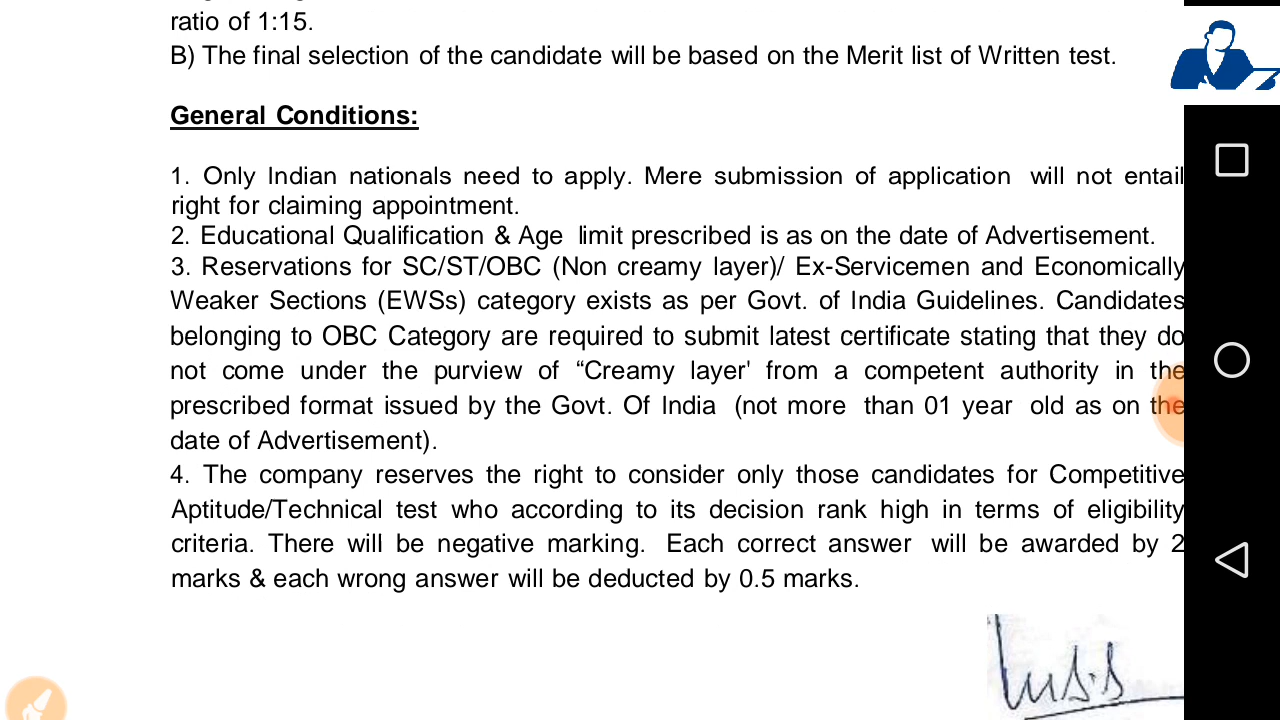 ratio of 1:15.
B) The final selection of the candidate will be based on the Merit list of Written test.
General Conditions:
1. Only Indian nationals need to apply. Mere submission of application will not entail
right for claiming appointment.
2. Educational Qualification & Age limit prescribed is as on the date of Advertisement.
3. Reservations for SC/ST/OBC (Non creamy layer)/ Ex-Servicemen and Economically
Weaker Sections (EWSs) category exists as per Govt. of India Guidelines. Candidates
belonging to OBC Category are required to submit latest certificate stating that they do
not come under the purview of “Creamy layer' from a competent authority in the
prescribed format issued by the Govt. Of India (not more than 01 year old as on the
date of Advertisement).
4. The company reserves the right to consider only those candidates for Competitive
Aptitude/Technical test who according to its decision rank high in terms of eligibility
criteria. There will be negative marking. Each correct answer will be awarded by 2
marks & each wrong answer will be deducted by 0.5 marks.